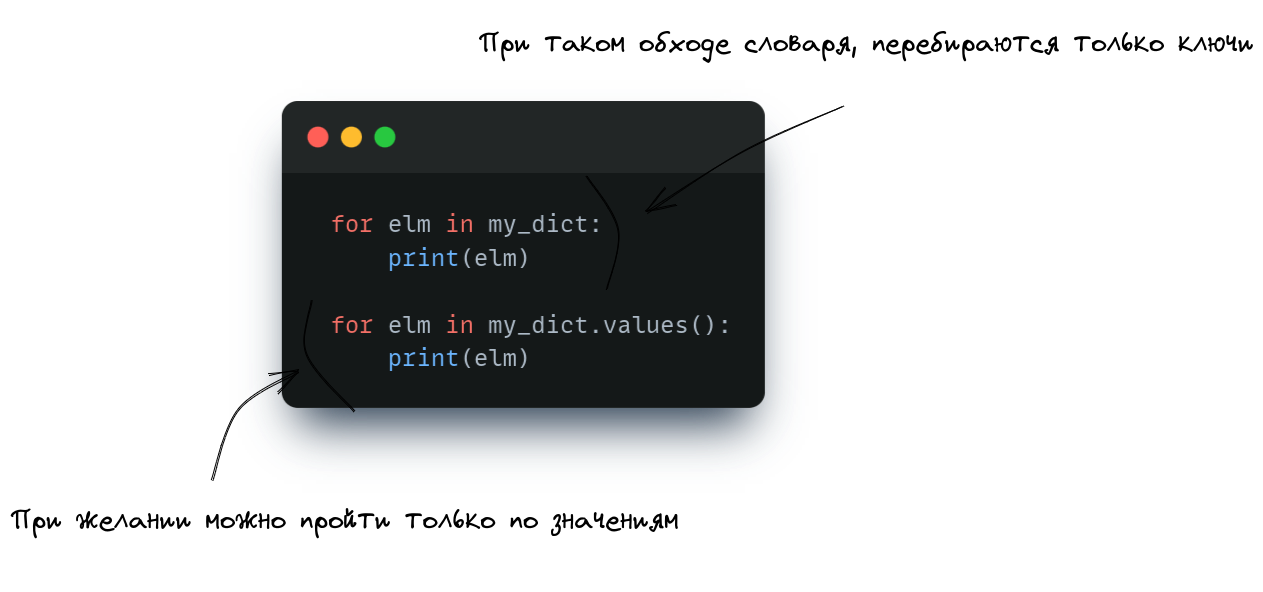 При таком обходе словаря, перебираются только ключи
for elm in my_dict:
    print(elm)
for elm in my_dict.values():
    print(elm)
При желании можно пройти только по значениям